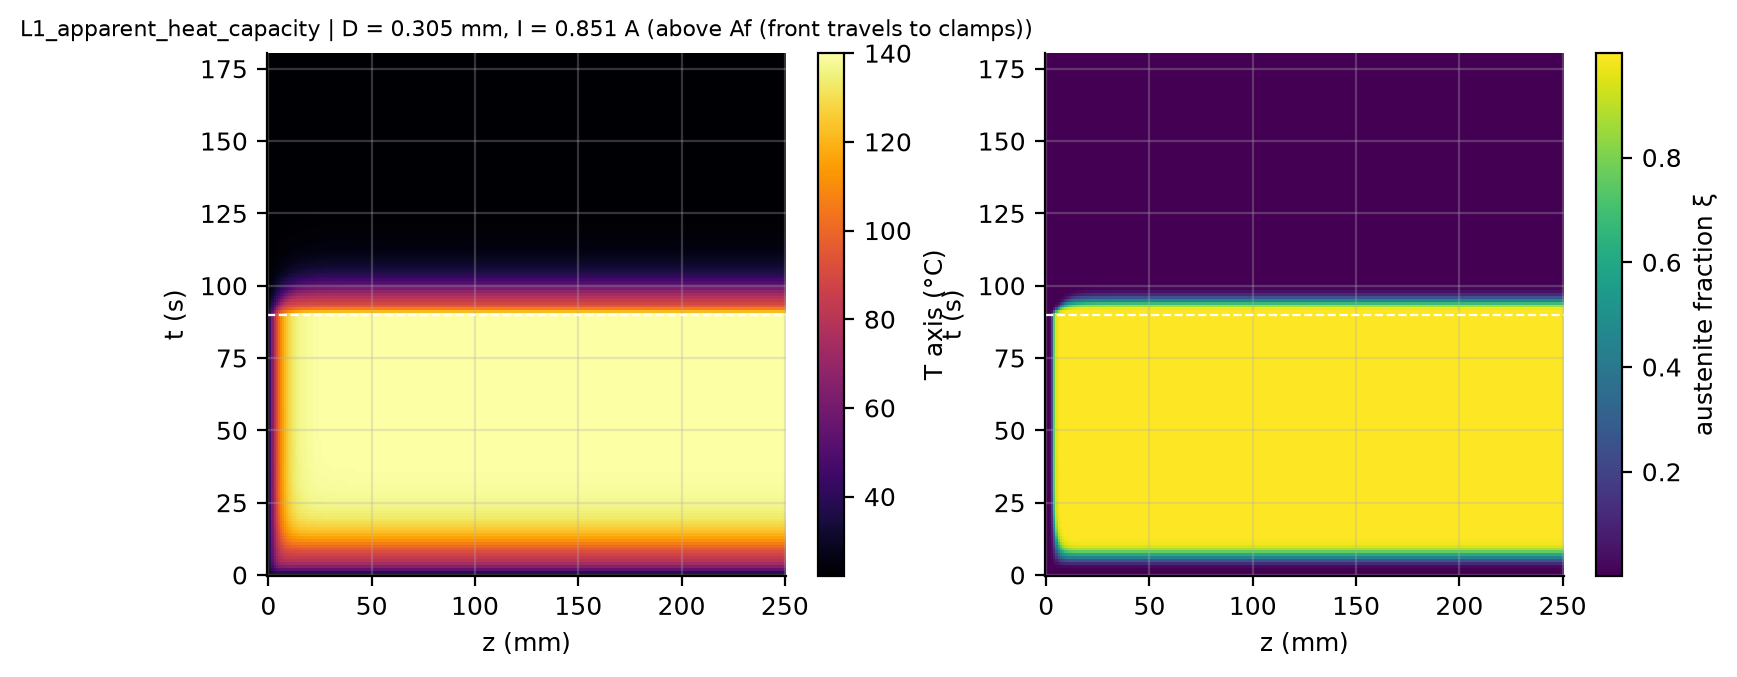 L1_apparent_heat_capacity | D = 0.305 mm, I = 0.851 A (above Af (front travels to clamps))
t (s)
175
150
125
100
75
50
25
0
0 50 100 150 200 250
z (mm)
140
120
100
80
60
40
T axis (°C)
t (s)
175
150
125
100
75
50
25
0
0 50 100 150 200 250
z (mm)
0.8
0.6
0.4
0.2
austenite fraction ξ